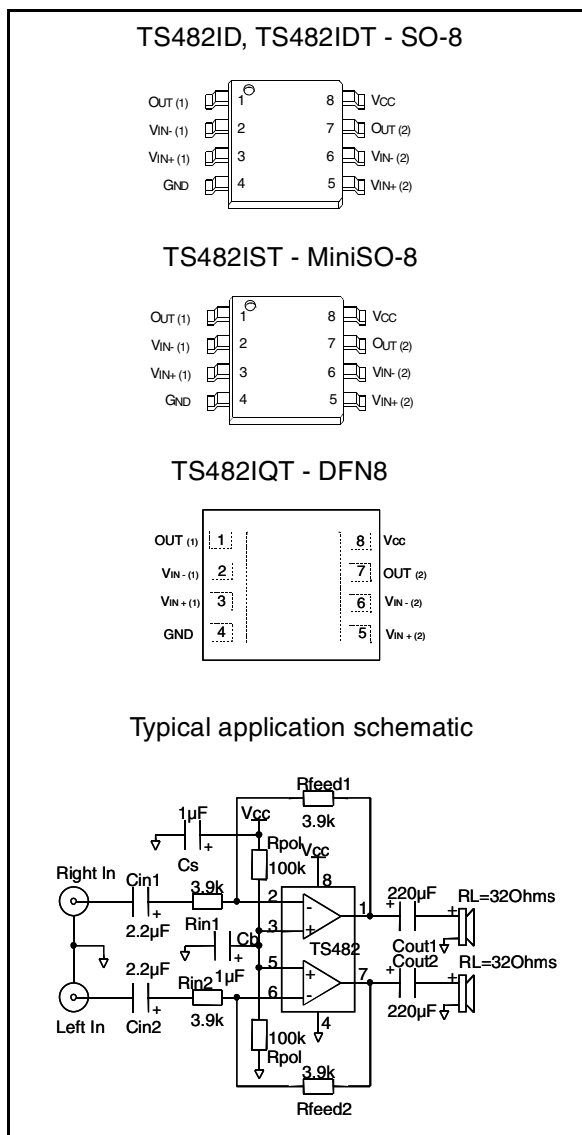 TS482ID, TS482IDT - SO-8
OUT (1) 1 8 VCC
VIN- (1) 2 7 OUT (2)
VIN+ (1) 3 6 VIN- (2)
GND 4 5 VIN+ (2)
TS482IST - MiniSO-8
OUT (1) 1 8 VCC
VIN- (1) 2 7 OUT (2)
VIN+ (1) 3 6 VIN- (2)
GND 4 5 VIN+ (2)
TS482IQT - DFN8
OUT (1) 1 8 Vcc
VIN - (1) 2 7 OUT (2)
VIN + (1) 3 6 VIN - (2)
GND 4 5 VIN + (2)
Typical application schematic
Rfeed1
3.9k
1µF
+
Cs
Vcc
Rpol
100k
Vcc
8
Right In
Cin1
+
2.2µF
3.9k
Rin1
2
-
3
+
1
TS482
220µF
+
Cout1
RL=32Ohms
+
Cb
+
1µF
5
+
6
-
7
Cout2
+
220µF
RL=32Ohms
+
Left In
2.2µF
+
Cin2
Rin2
3.9k
100k
Rpol
4
3.9k
Rfeed2